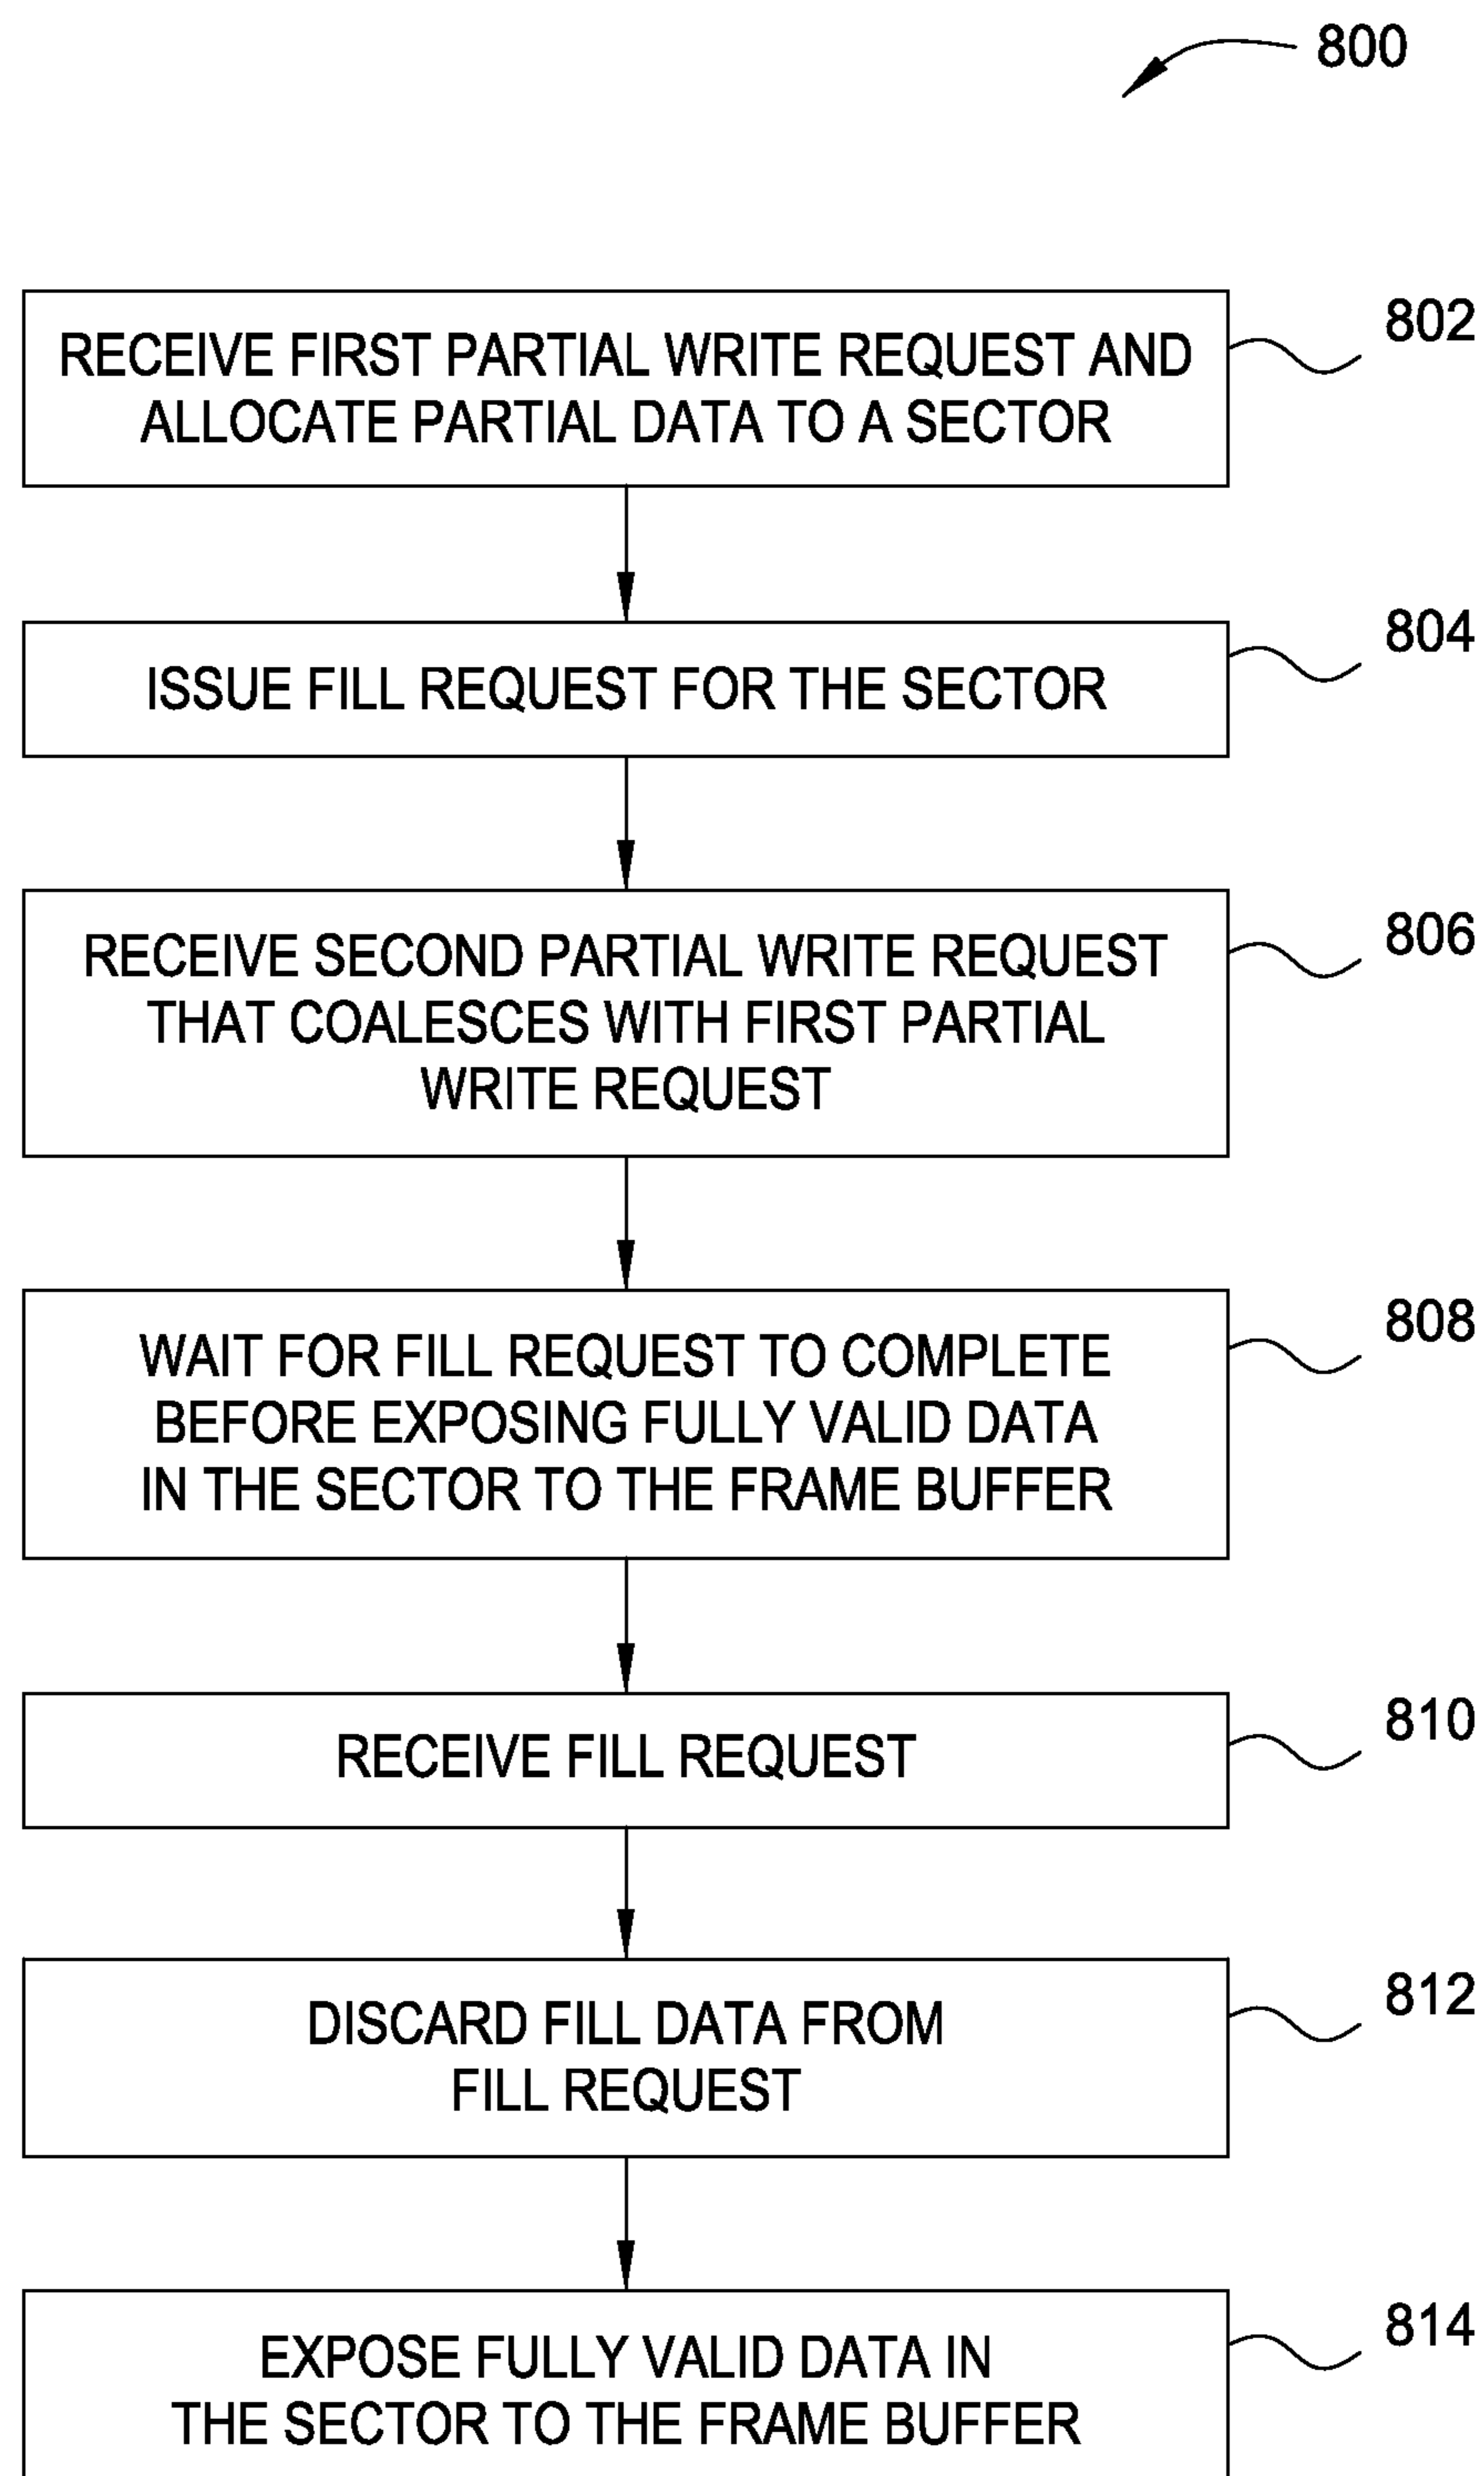 800
802
RECEIVE FIRST PARTIAL WRITE REQUEST AND
ALLOCATE PARTIAL DATA TO A SECTOR
804
ISSUE FILL REQUEST FOR THE SECTOR
806
RECEIVE SECOND PARTIAL WRITE REQUEST
THAT COALESCES WITH FIRST PARTIAL
WRITE REQUEST
808
WAIT FOR FILL REQUEST TO COMPLETE
BEFORE EXPOSING FULLY VALID DATA
IN THE SECTOR TO THE FRAME BUFFER
810
RECEIVE FILL REQUEST
812
DISCARD FILL DATA FROM
FILL REQUEST
814
EXPOSE FULLY VALID DATA IN
THE SECTOR TO THE FRAME BUFFER